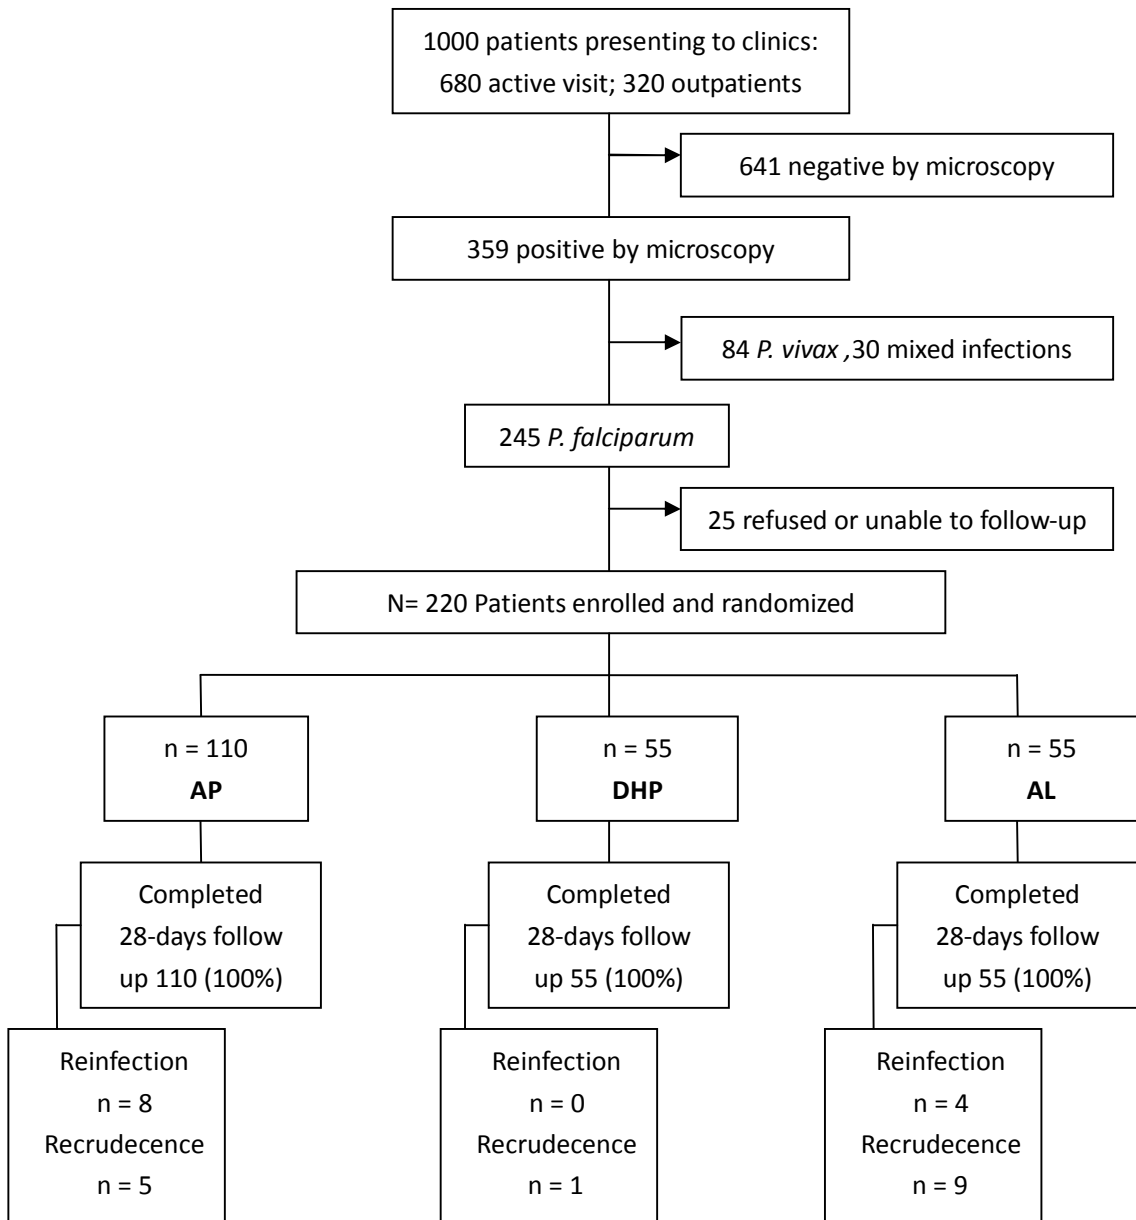 1000 patients presenting to clinics:
680 active visit; 320 outpatients
641 negative by microscopy
359 positive by microscopy
84 P. vivax ,30 mixed infections
245 P. falciparum
25 refused or unable to follow-up
N= 220 Patients enrolled and randomized
n = 110
AP
n = 55
DHP
n = 55
AL
Completed
28-days follow
up 110 (100%)
Completed
28-days follow
up 55 (100%)
Completed
28-days follow
up 55 (100%)
Reinfection
n = 8
Recrudecence
n = 5
Reinfection
n = 0
Recrudecence
n = 1
Reinfection
n = 4
Recrudecence
n = 9